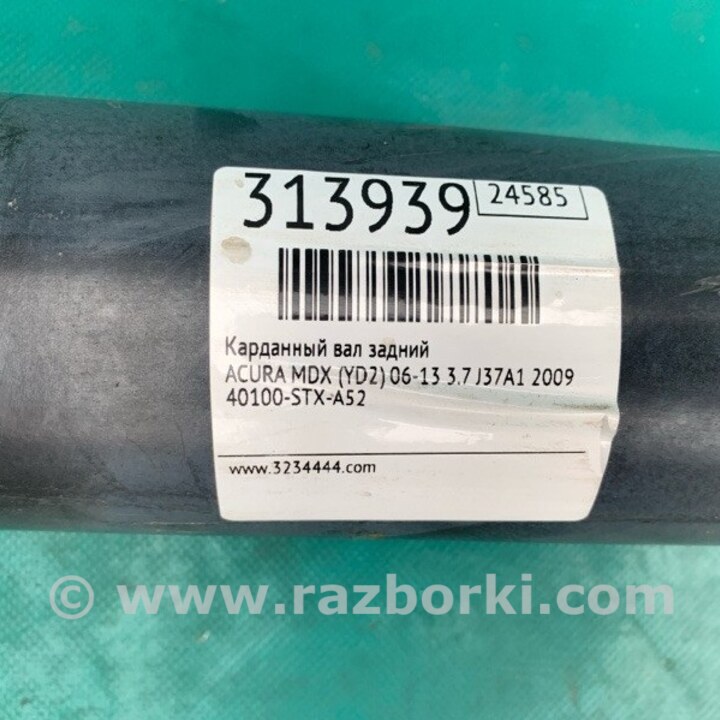 313939
24585
Карданный вал задний
ACURA MDX (YD2) 06-13 3.7 J37A1 2009
40100-STX-A52
www.3234444.com
© www.razborki.com